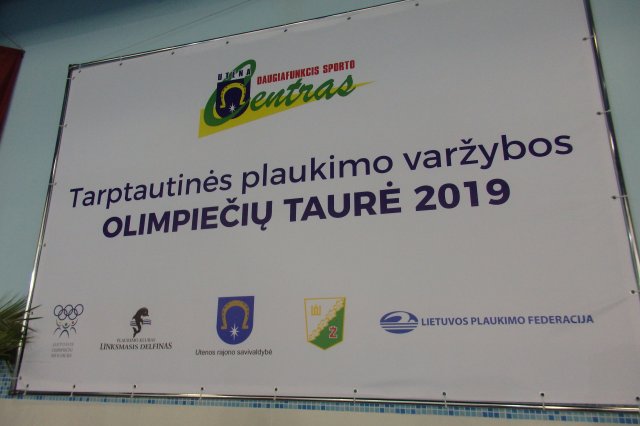 UTENA
DAUGIAFUNKCIS SPORTO
Centras
Tarptautinės plaukimo varžybos
OLIMPIEČIŲ TAURĖ 2019
PLAUKIMO KLUBAS
LINKSMASIS DELFINAS
Utenos rajono savivaldybė
2
LIETUVOS PLAUKIMO FEDERACIJA